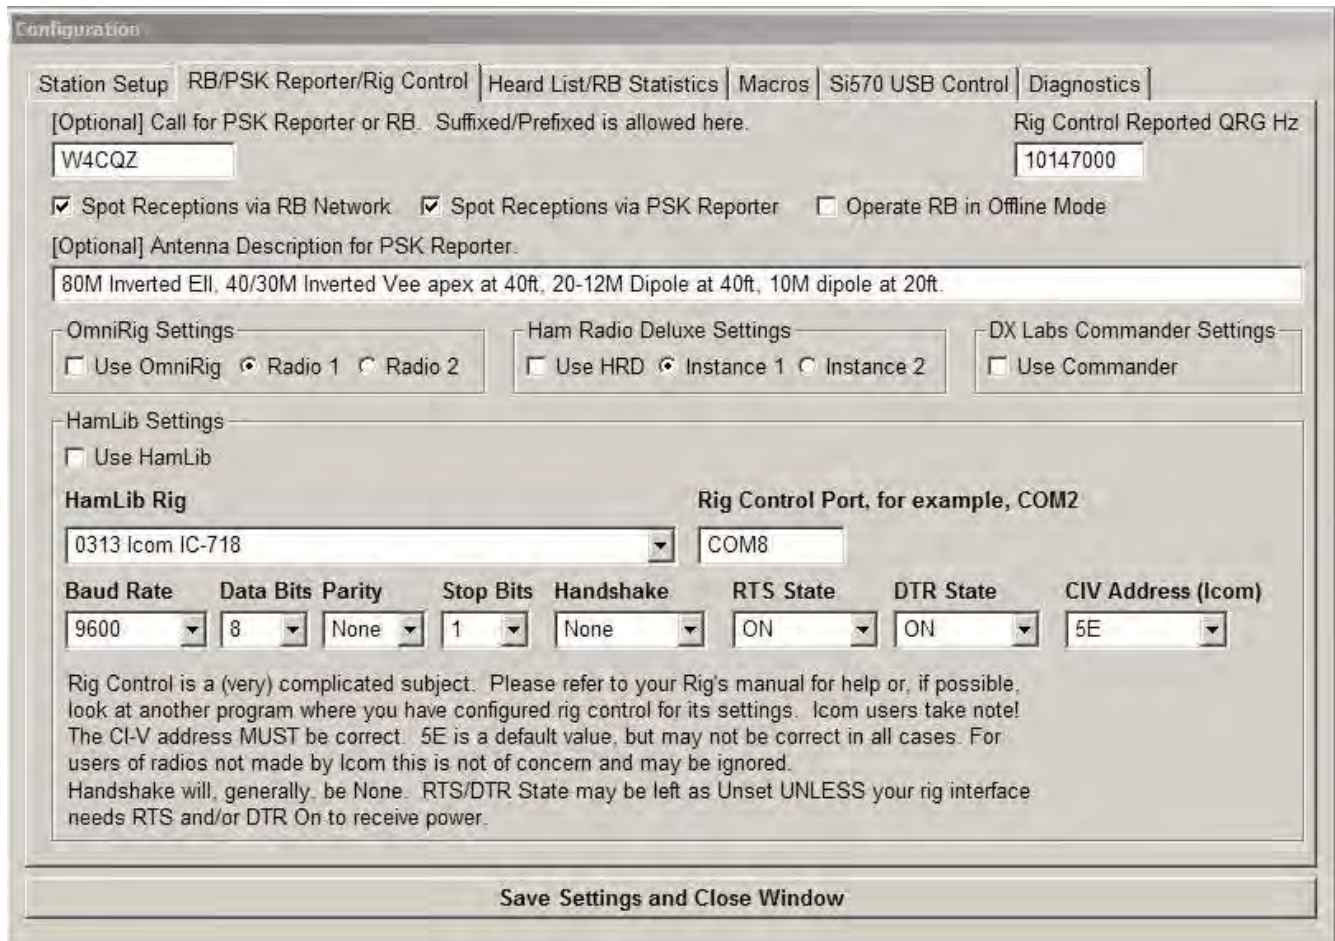 Configuration
Station Setup RB/PSK Reporter/Rig Control Heard List/RB Statistics Macros Si570 USB Control Diagnostics
[Optional] Call for PSK Reporter or RB. Suffixed/Prefixed is allowed here. Rig Control Reported QRG Hz
W4CQZ 10147000
Spot Receptions via RB Network Spot Receptions via PSK Reporter Operate RB in Offline Mode
[Optional] Antenna Description for PSK Reporter.
80M Inverted Ell, 40/30M Inverted Vee apex at 40ft, 20-12M Dipole at 40ft, 10M dipole at 20ft.
OmniRig Settings Ham Radio Deluxe Settings DX Labs Commander Settings
Use OmniRig Radio 1 Radio 2 Use HRD Instance 1 Instance 2 Use Commander
HamLib Settings
Use HamLib
HamLib Rig Rig Control Port, for example, COM2
0313 Icom IC-718 COM8
Baud Rate Data Bits Parity Stop Bits Handshake RTS State DTR State CIV Address (Icom)
9600 8 None 1 None ON ON 5E
Rig Control is a (very) complicated subject. Please refer to your Rig's manual for help or, if possible,
look at another program where you have configured rig control for its settings. Icom users take note!
The CI-V address MUST be correct. 5E is a default value, but may not be correct in all cases. For
users of radios not made by Icom this is not of concern and may be ignored.
Handshake will, generally, be None. RTS/DTR State may be left as Unset UNLESS your rig interface
needs RTS and/or DTR On to receive power.
Save Settings and Close Window